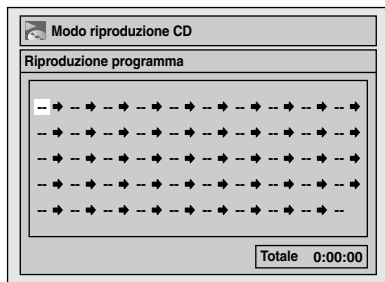 Modo riproduzione CD
Riproduzione programma
-- ➔ -- ➔ -- ➔ -- ➔ -- ➔ -- ➔ -- ➔ -- ➔ -- ➔ -- ➔
-- ➔ -- ➔ -- ➔ -- ➔ -- ➔ -- ➔ -- ➔ -- ➔ -- ➔ -- ➔
-- ➔ -- ➔ -- ➔ -- ➔ -- ➔ -- ➔ -- ➔ -- ➔ -- ➔ -- ➔
-- ➔ -- ➔ -- ➔ -- ➔ -- ➔ -- ➔ -- ➔ -- ➔ -- ➔ -- ➔
-- ➔ -- ➔ -- ➔ -- ➔ -- ➔ -- ➔ -- ➔ -- ➔ -- ➔ --
Totale 0:00:00